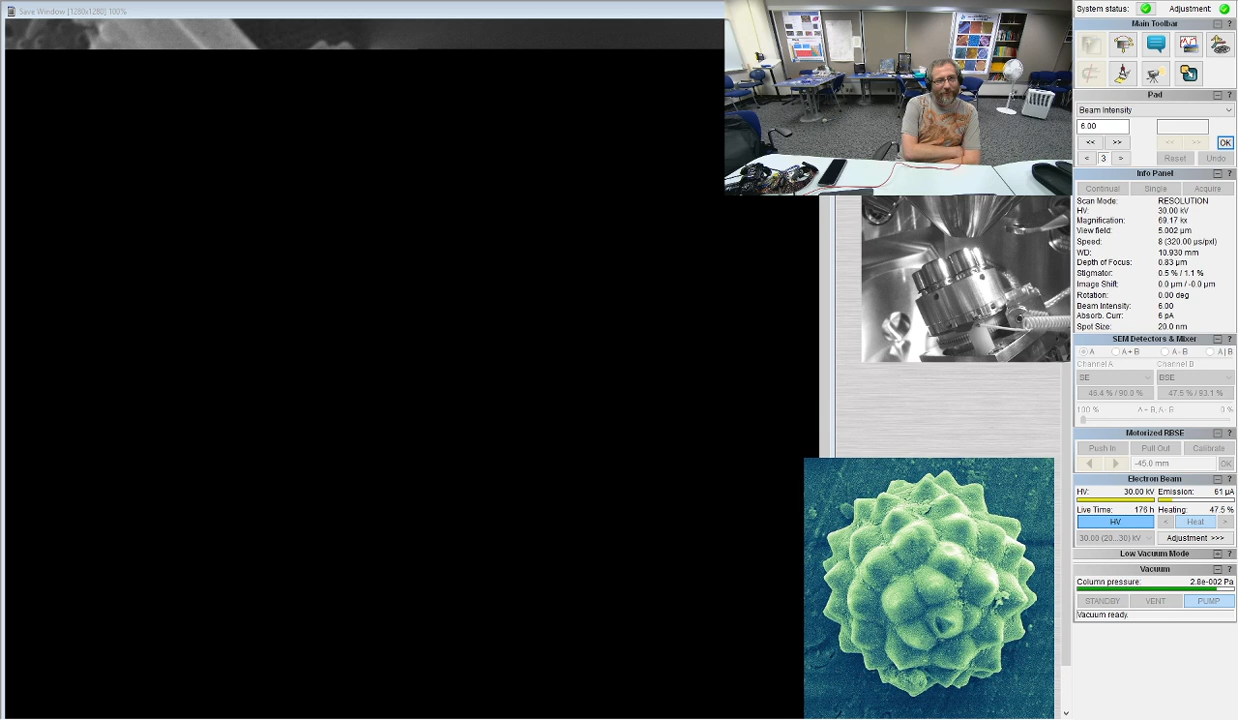 Save Window [1280x1280] 100%
System status: Adjustment:
Main Toolbar
Pad
Beam Intensity
6.00
<< >> << >> OK
< 3 > Reset Undo
Info Panel
Continual Single Acquire
Scan Mode: RESOLUTION
HV: 30.00 kV
Magnification: 69.17 kx
View field: 5.002 µm
Speed: 8 (320.00 µs/pxl)
WD: 10.930 mm
Depth of Focus: 0.83 µm
Stigmator: 0.5 % / 1.1 %
Image Shift: 0.0 µm / -0.0 µm
Rotation: 0.00 deg
Beam Intensity: 6.00
Absorb. Curr: 6 pA
Spot Size: 20.0 nm
SEM Detectors & Mixer
A A+B A-B A|B
Channel A Channel B
SE BSE
46.4 % / 90.0 % 47.5 % / 93.1 %
100 % A+B, A-B 0 %
Motorized RBSE
Push In Pull Out Calibrate
-45.0 mm OK
Electron Beam
HV: 30.00 kV Emission: 61 µA
Live Time: 176 h Heating: 47.5 %
HV < Heat >
30.00 (20...30) kV Adjustment >>>
Low Vacuum Mode
Vacuum
Column pressure: 2.8e-002 Pa
STANDBY VENT PUMP
Vacuum ready.